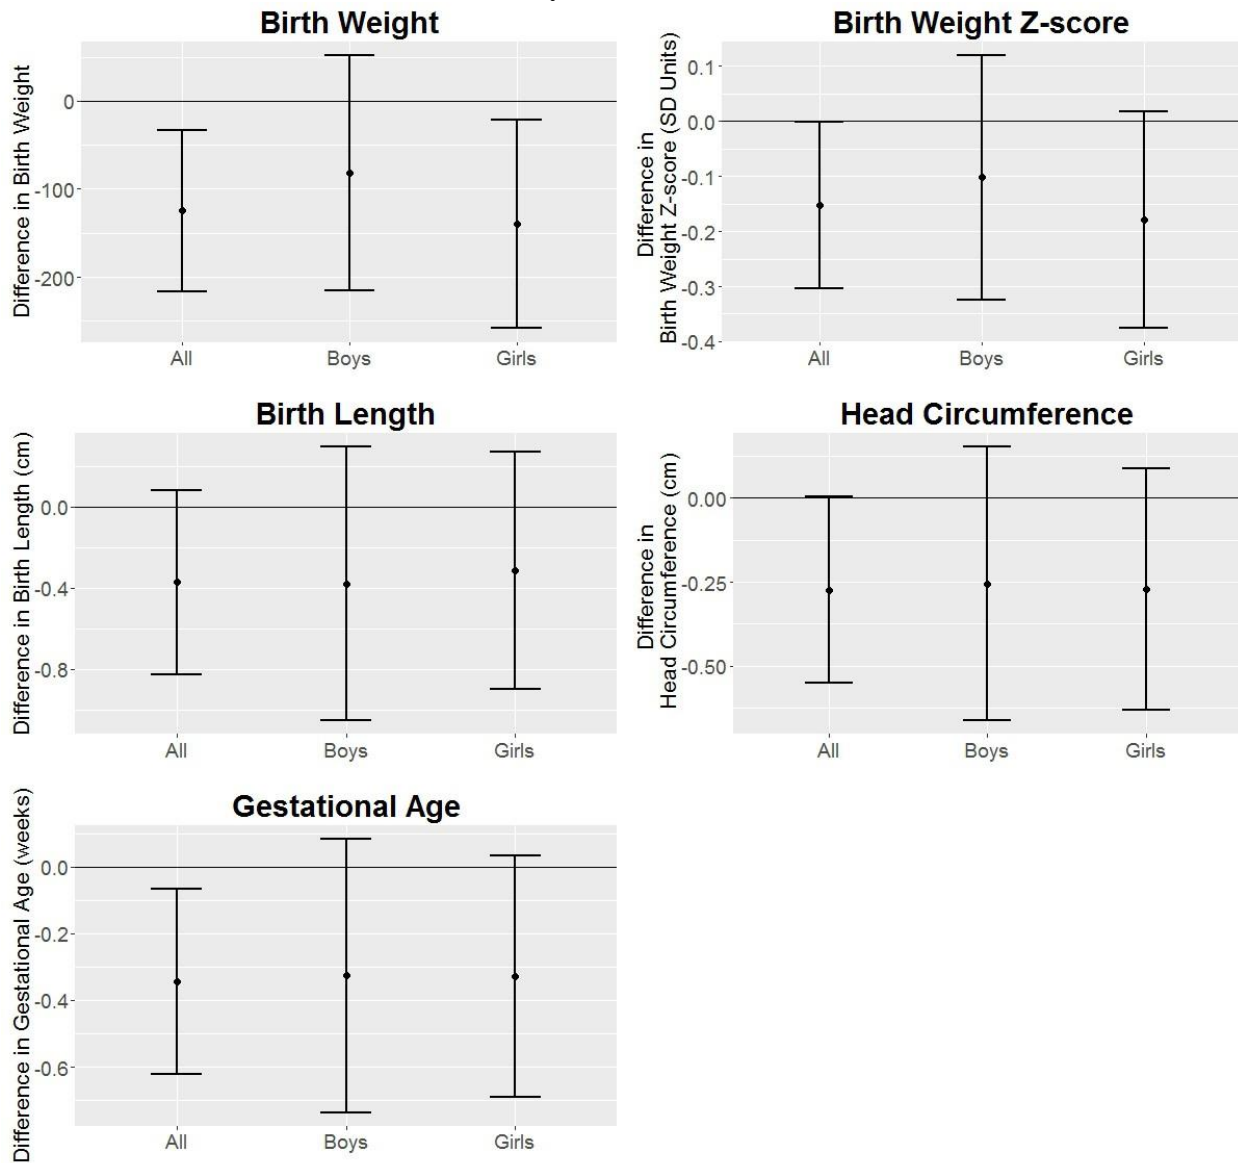 Birth Weight
Difference in Birth Weight
0
-100
-200
All Boys Girls
Birth Weight Z-score
Difference in
Birth Weight Z-score (SD Units)
0.1
0.0
-0.1
-0.2
-0.3
-0.4
All Boys Girls
Birth Length
Difference in Birth Length (cm)
0.0
-0.4
-0.8
All Boys Girls
Head Circumference
Difference in
Head Circumference (cm)
0.00
-0.25
-0.50
All Boys Girls
Gestational Age
Difference in Gestational Age (weeks)
0.0
-0.2
-0.4
-0.6
All Boys Girls